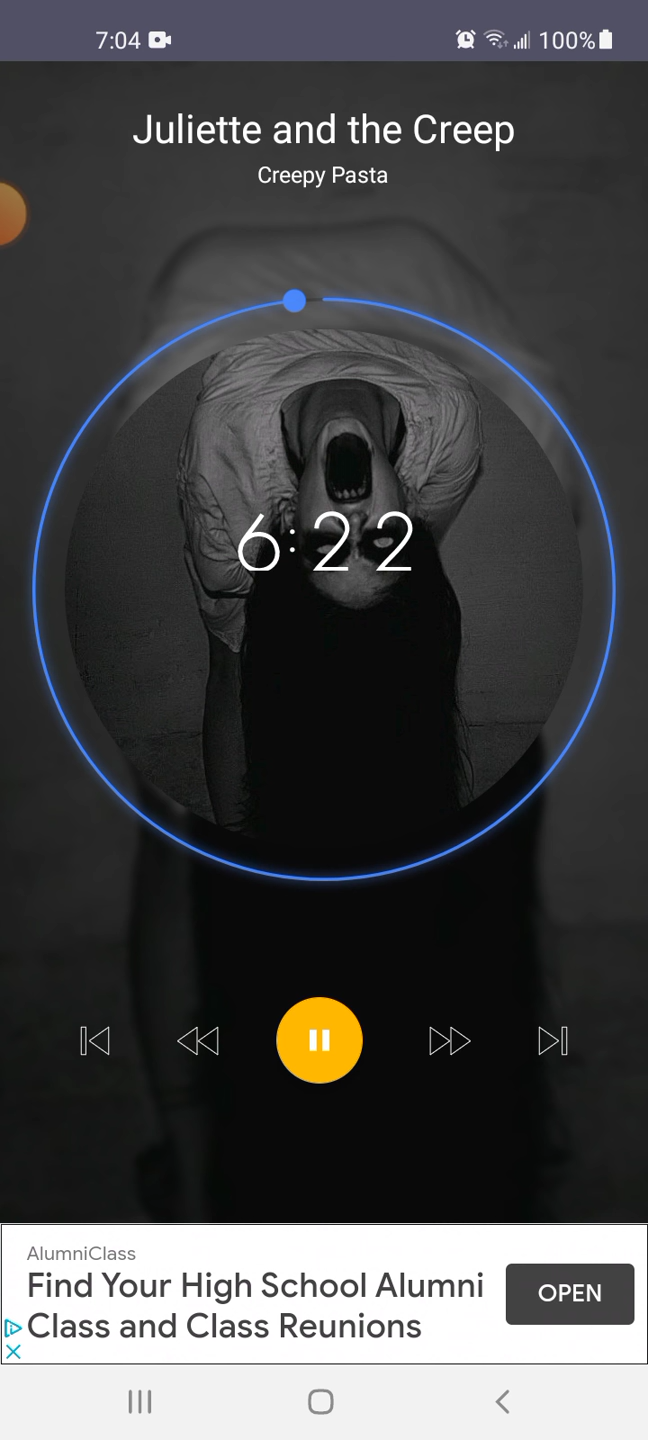 7:04 100%
Juliette and the Creep
Creepy Pasta
6:22
AlumniClass
Find Your High School Alumni
Class and Class Reunions
OPEN